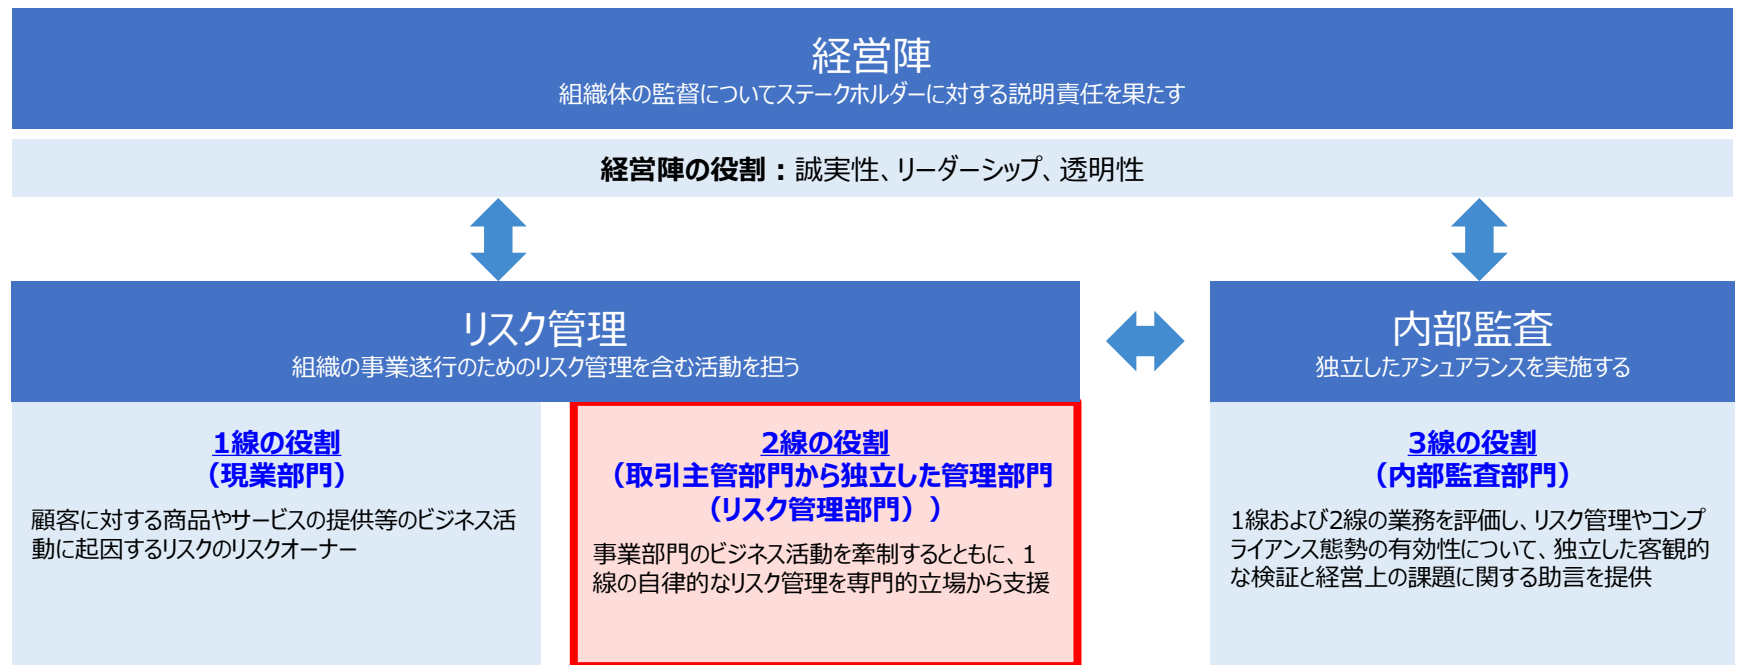 経営陣
組織体の監督についてステークホルダーに対する説明責任を果たす
経営陣の役割：誠実性、リーダーシップ、透明性
リスク管理
組織の事業遂行のためのリスク管理を含む活動を担う
内部監査
独立したアシュアランスを実施する
1線の役割
（現業部門）
顧客に対する商品やサービスの提供等のビジネス活
動に起因するリスクのリスクオーナー
2線の役割
（取引主管部門から独立した管理部門
（リスク管理部門））
事業部門のビジネス活動を牽制するとともに、1
線の自律的なリスク管理を専門的立場から支援
3線の役割
（内部監査部門）
1線および2線の業務を評価し、リスク管理やコンプ
ライアンス態勢の有効性について、独立した客観的
な検証と経営上の課題に関する助言を提供